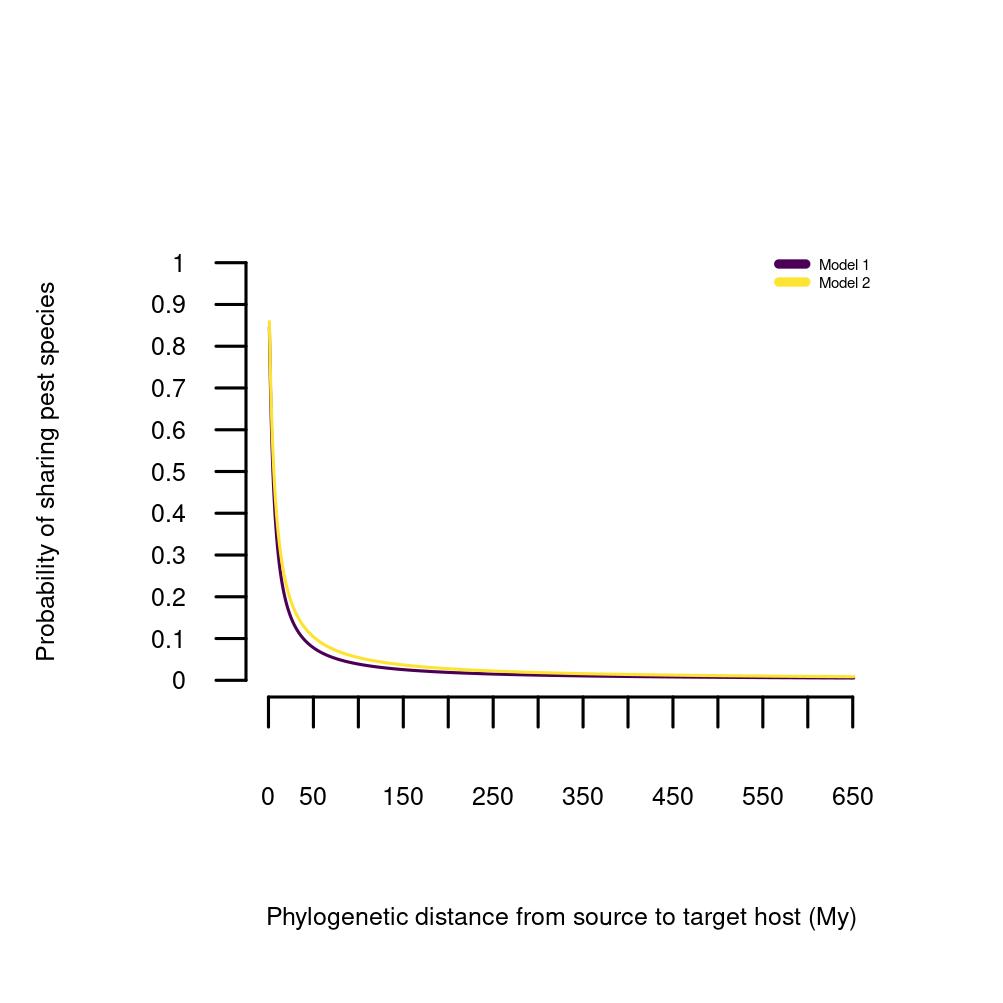 Model 1
Model 2
Probability of sharing pest species
1
0.9
0.8
0.7
0.6
0.5
0.4
0.3
0.2
0.1
0
0 50 150 250 350 450 550 650
Phylogenetic distance from source to target host (My)